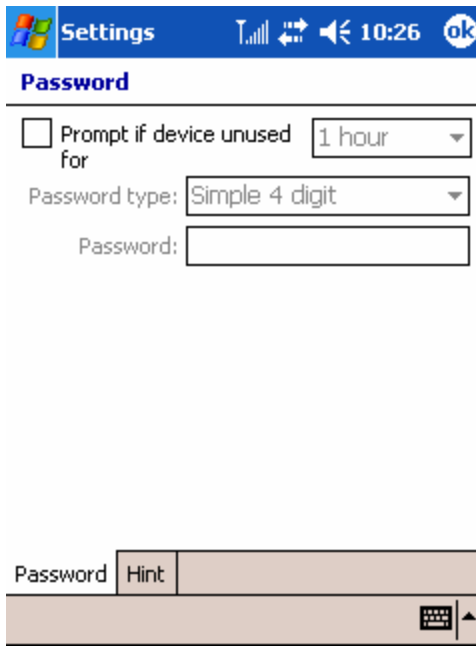 Settings 10:26 ok
Password
Prompt if device unused for 1 hour
Password type: Simple 4 digit
Password:
Password Hint